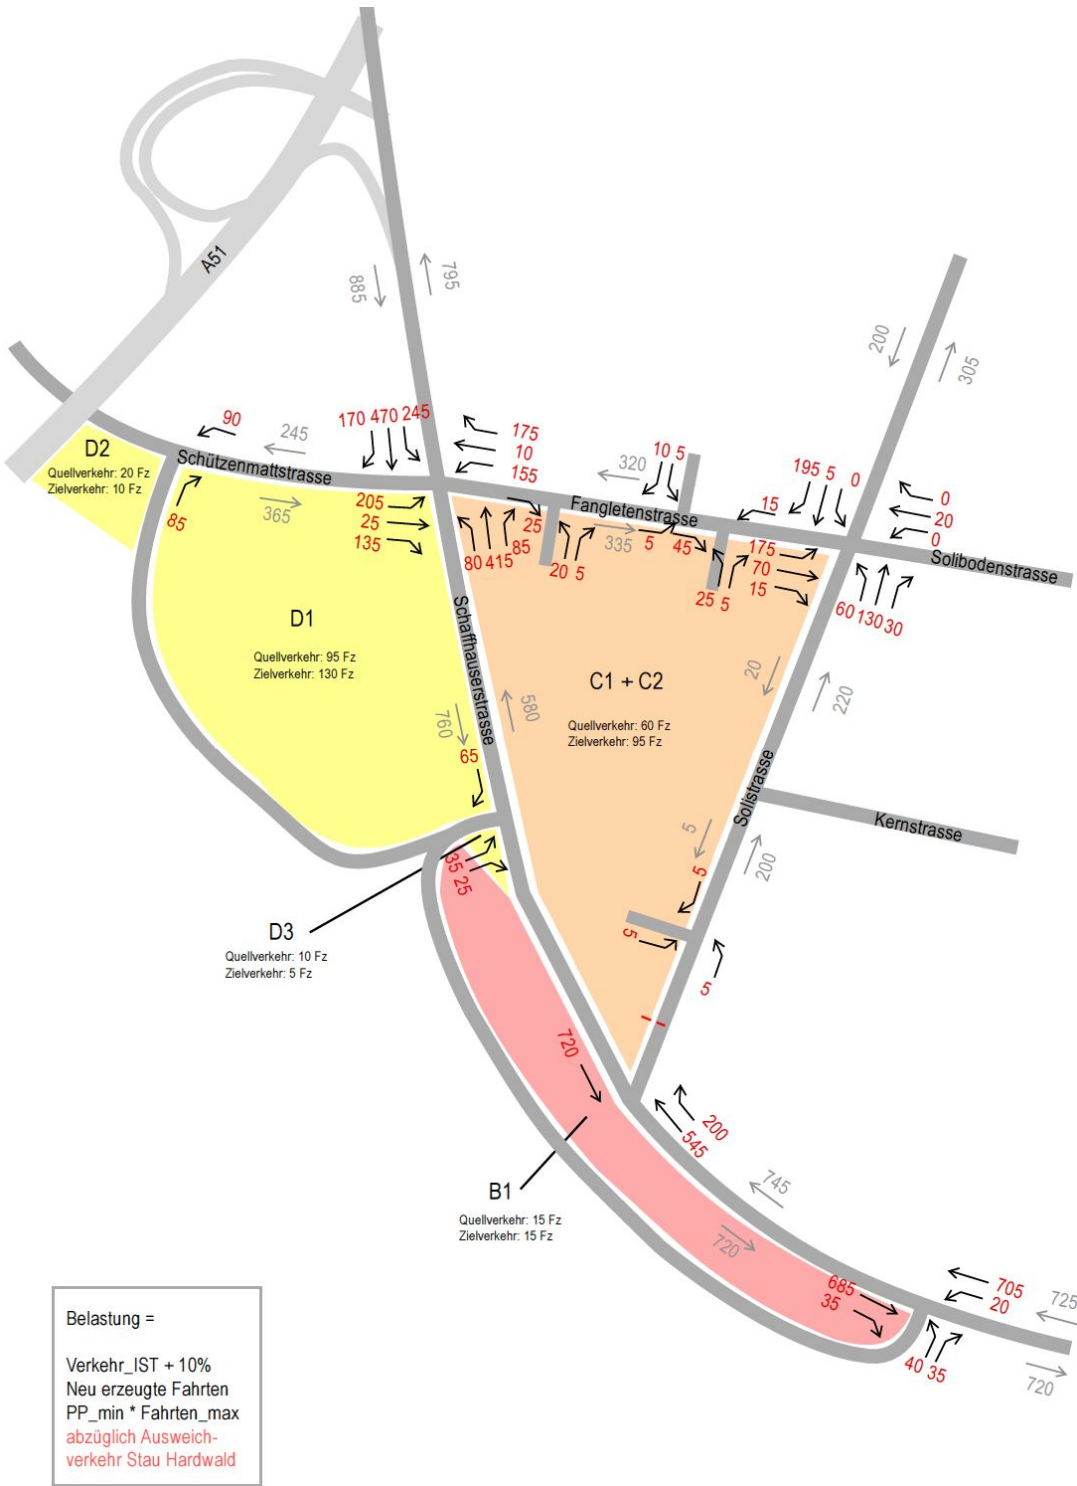 A51
885
795
200
305
90
245
170 470 245
175
10
155
320
10 5
195 5 0
0
20
0
15
D2
Quellverkehr: 20 Fz
Zielverkehr: 10 Fz
Schützenmattstrasse
85
365
205
25
135
Fangletenstrasse
25
80 415 85
335
20 5
5
45
25 5
175
70
15
Solibodenstrasse
60 130 30
D1
Quellverkehr: 95 Fz
Zielverkehr: 130 Fz
Schaffhauserstrasse
C1 + C2
Quellverkehr: 60 Fz
Zielverkehr: 95 Fz
20
220
760
580
65
Solistrasse
Kernstrasse
5
200
5
35 25
5
5
D3
Quellverkehr: 10 Fz
Zielverkehr: 5 Fz
720
200
545
B1
Quellverkehr: 15 Fz
Zielverkehr: 15 Fz
745
720
685
35
705
20
725
40 35
720
Belastung =
Verkehr_IST + 10%
Neu erzeugte Fahrten
PP_min * Fahrten_max
abzüglich Ausweich-
verkehr Stau Hardwald